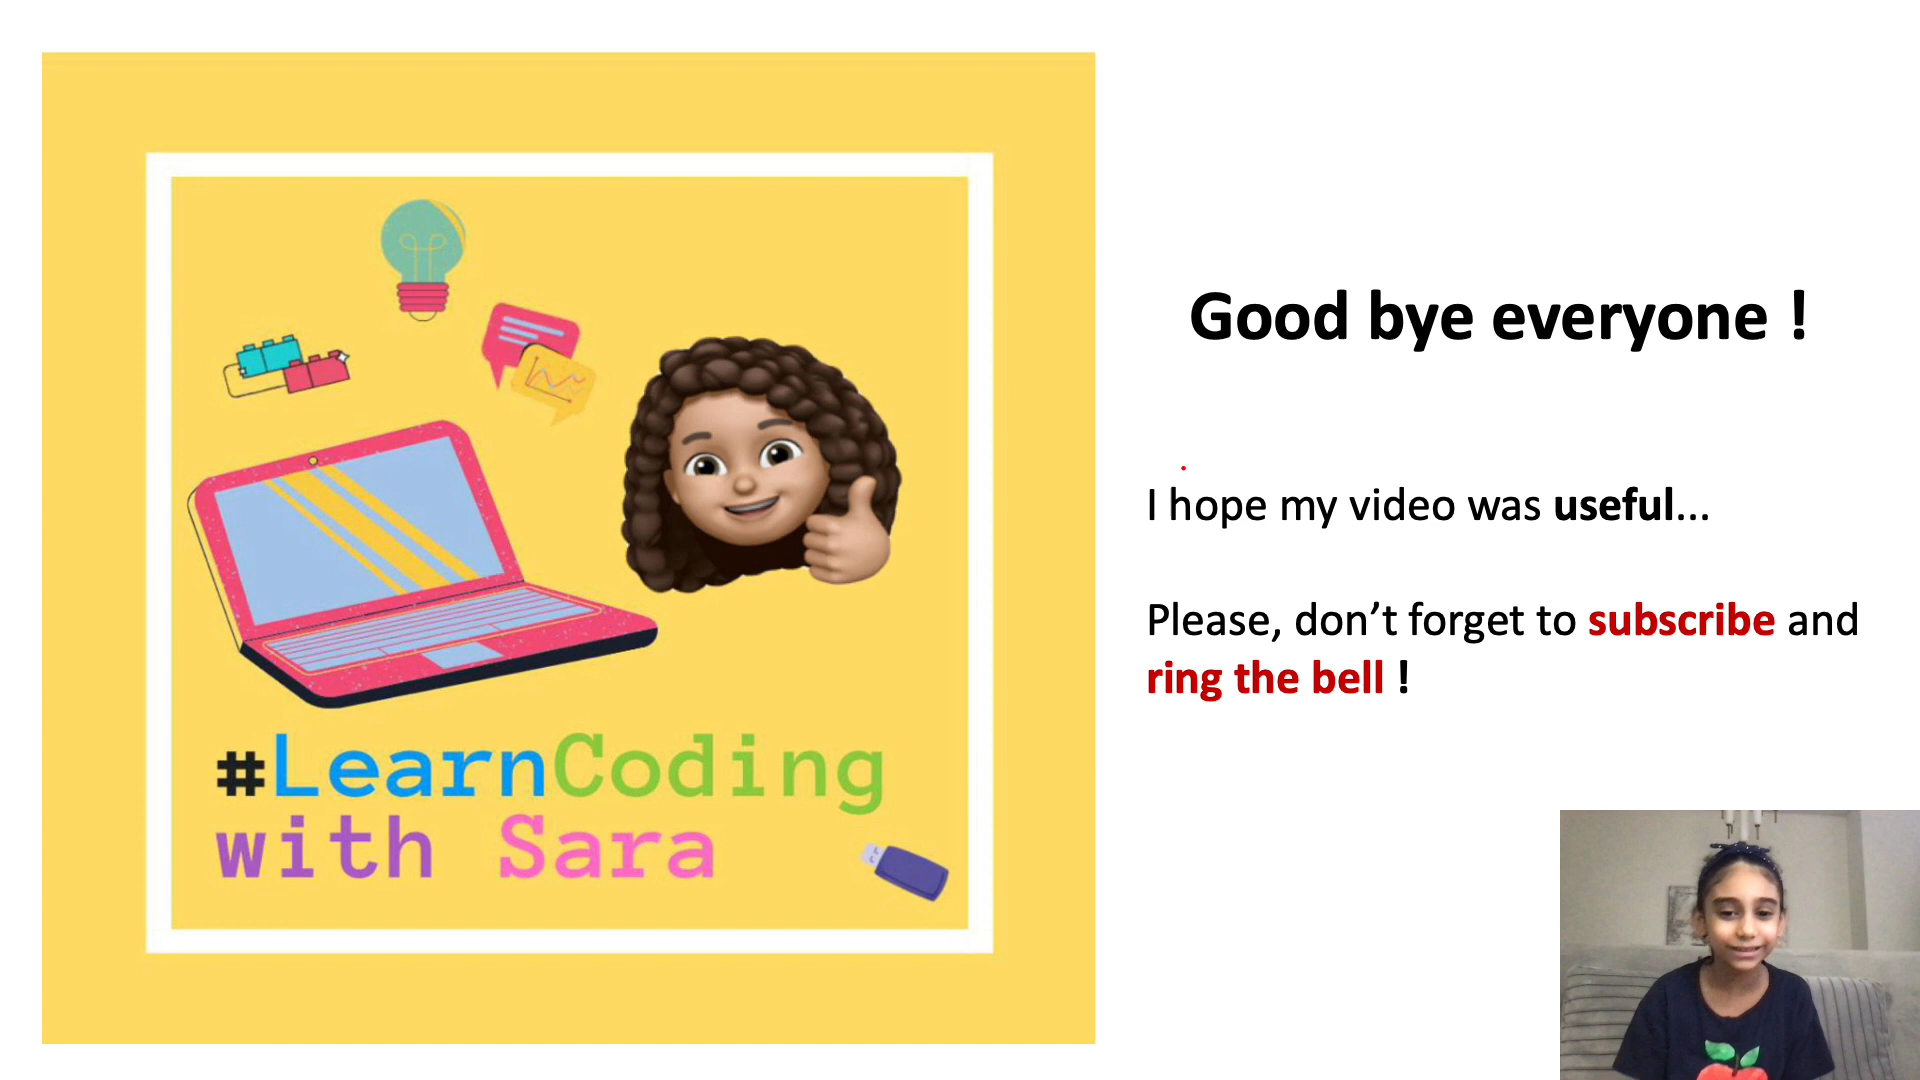 #LearnCoding
with Sara
Good bye everyone !
I hope my video was useful...
Please, don’t forget to subscribe and
ring the bell !